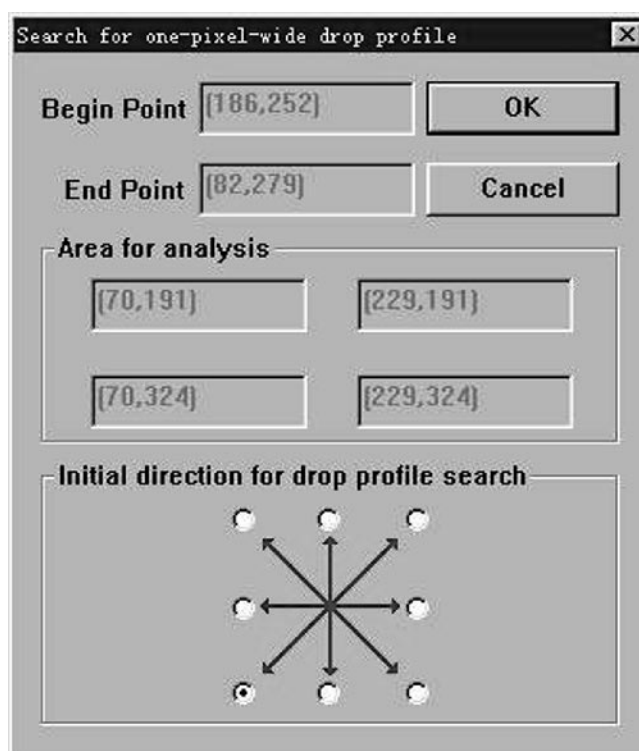 Search for one-pixel-wide drop profile
Begin Point (186,252) OK
End Point (82,279) Cancel
Area for analysis
(70,191) (229,191)
(70,324) (229,324)
Initial direction for drop profile search